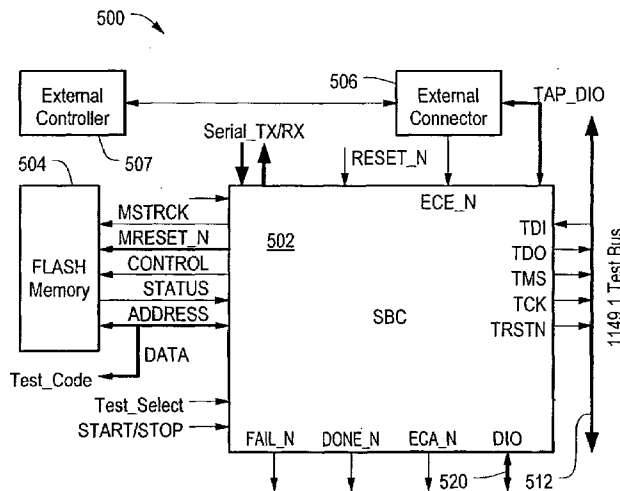 500
506
External
Controller
External
Connector
TAP_DIO
507
504
Serial_TX/RX
RESET_N
ECE_N
MSTRCK
502
TDI
MRESET_N
TDO
FLASH
Memory
CONTROL
TMS
STATUS
SBC
TCK
ADDRESS
TRSTN
1149.1 Test Bus
DATA
Test_Code
Test_Select
START/STOP
FAIL_N
DONE_N
ECA_N
DIO
520
512